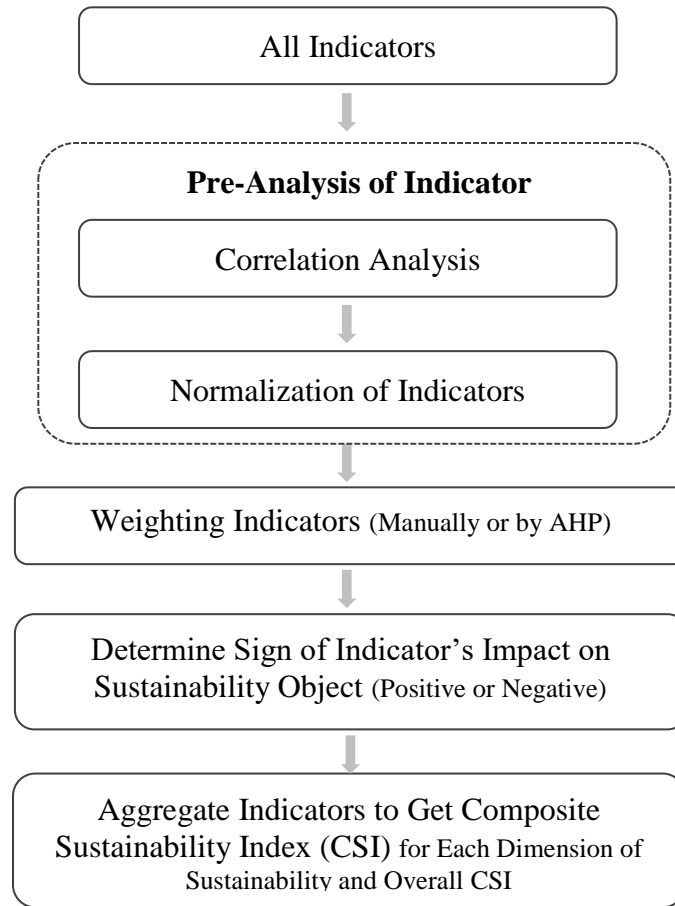 All Indicators
Pre-Analysis of Indicator
Correlation Analysis
Normalization of Indicators
Weighting Indicators (Manually or by AHP)
Determine Sign of Indicator’s Impact on
Sustainability Object (Positive or Negative)
Aggregate Indicators to Get Composite
Sustainability Index (CSI) for Each Dimension of
Sustainability and Overall CSI